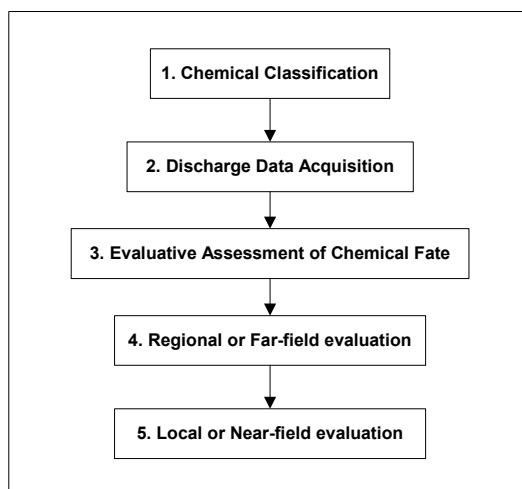 1. Chemical Classification
2. Discharge Data Acquisition
3. Evaluative Assessment of Chemical Fate
4. Regional or Far-field evaluation
5. Local or Near-field evaluation